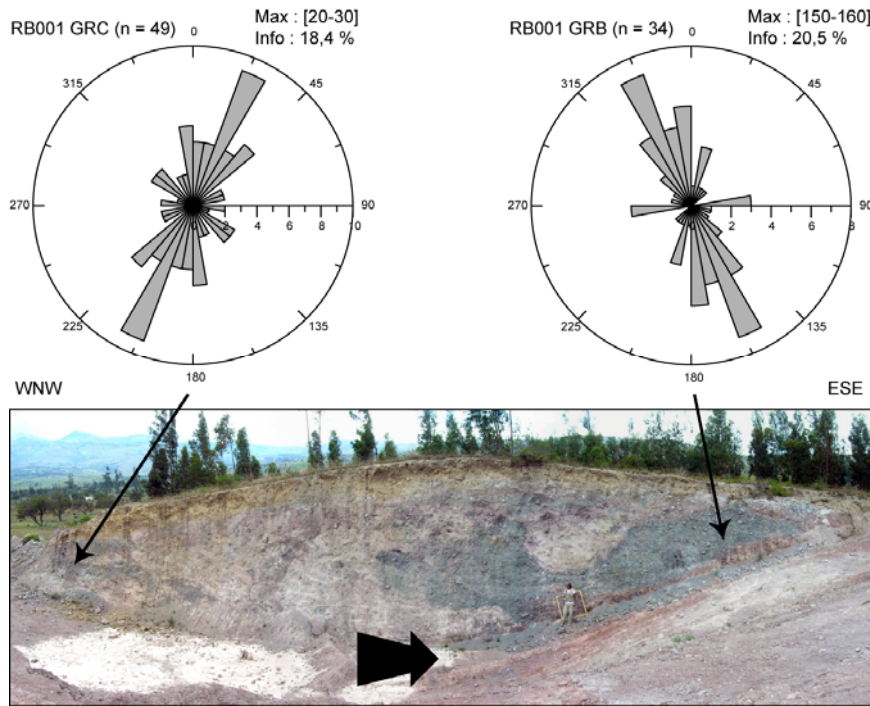 RB001 GRC (n = 49)
Max : [20-30]
Info : 18,4 %
0
45
90
135
180
225
270
315
0 2 4 6 8 10
RB001 GRB (n = 34)
Max : [150-160]
Info : 20,5 %
0
45
90
135
180
225
270
315
0 2 4 6 8
WNW
ESE